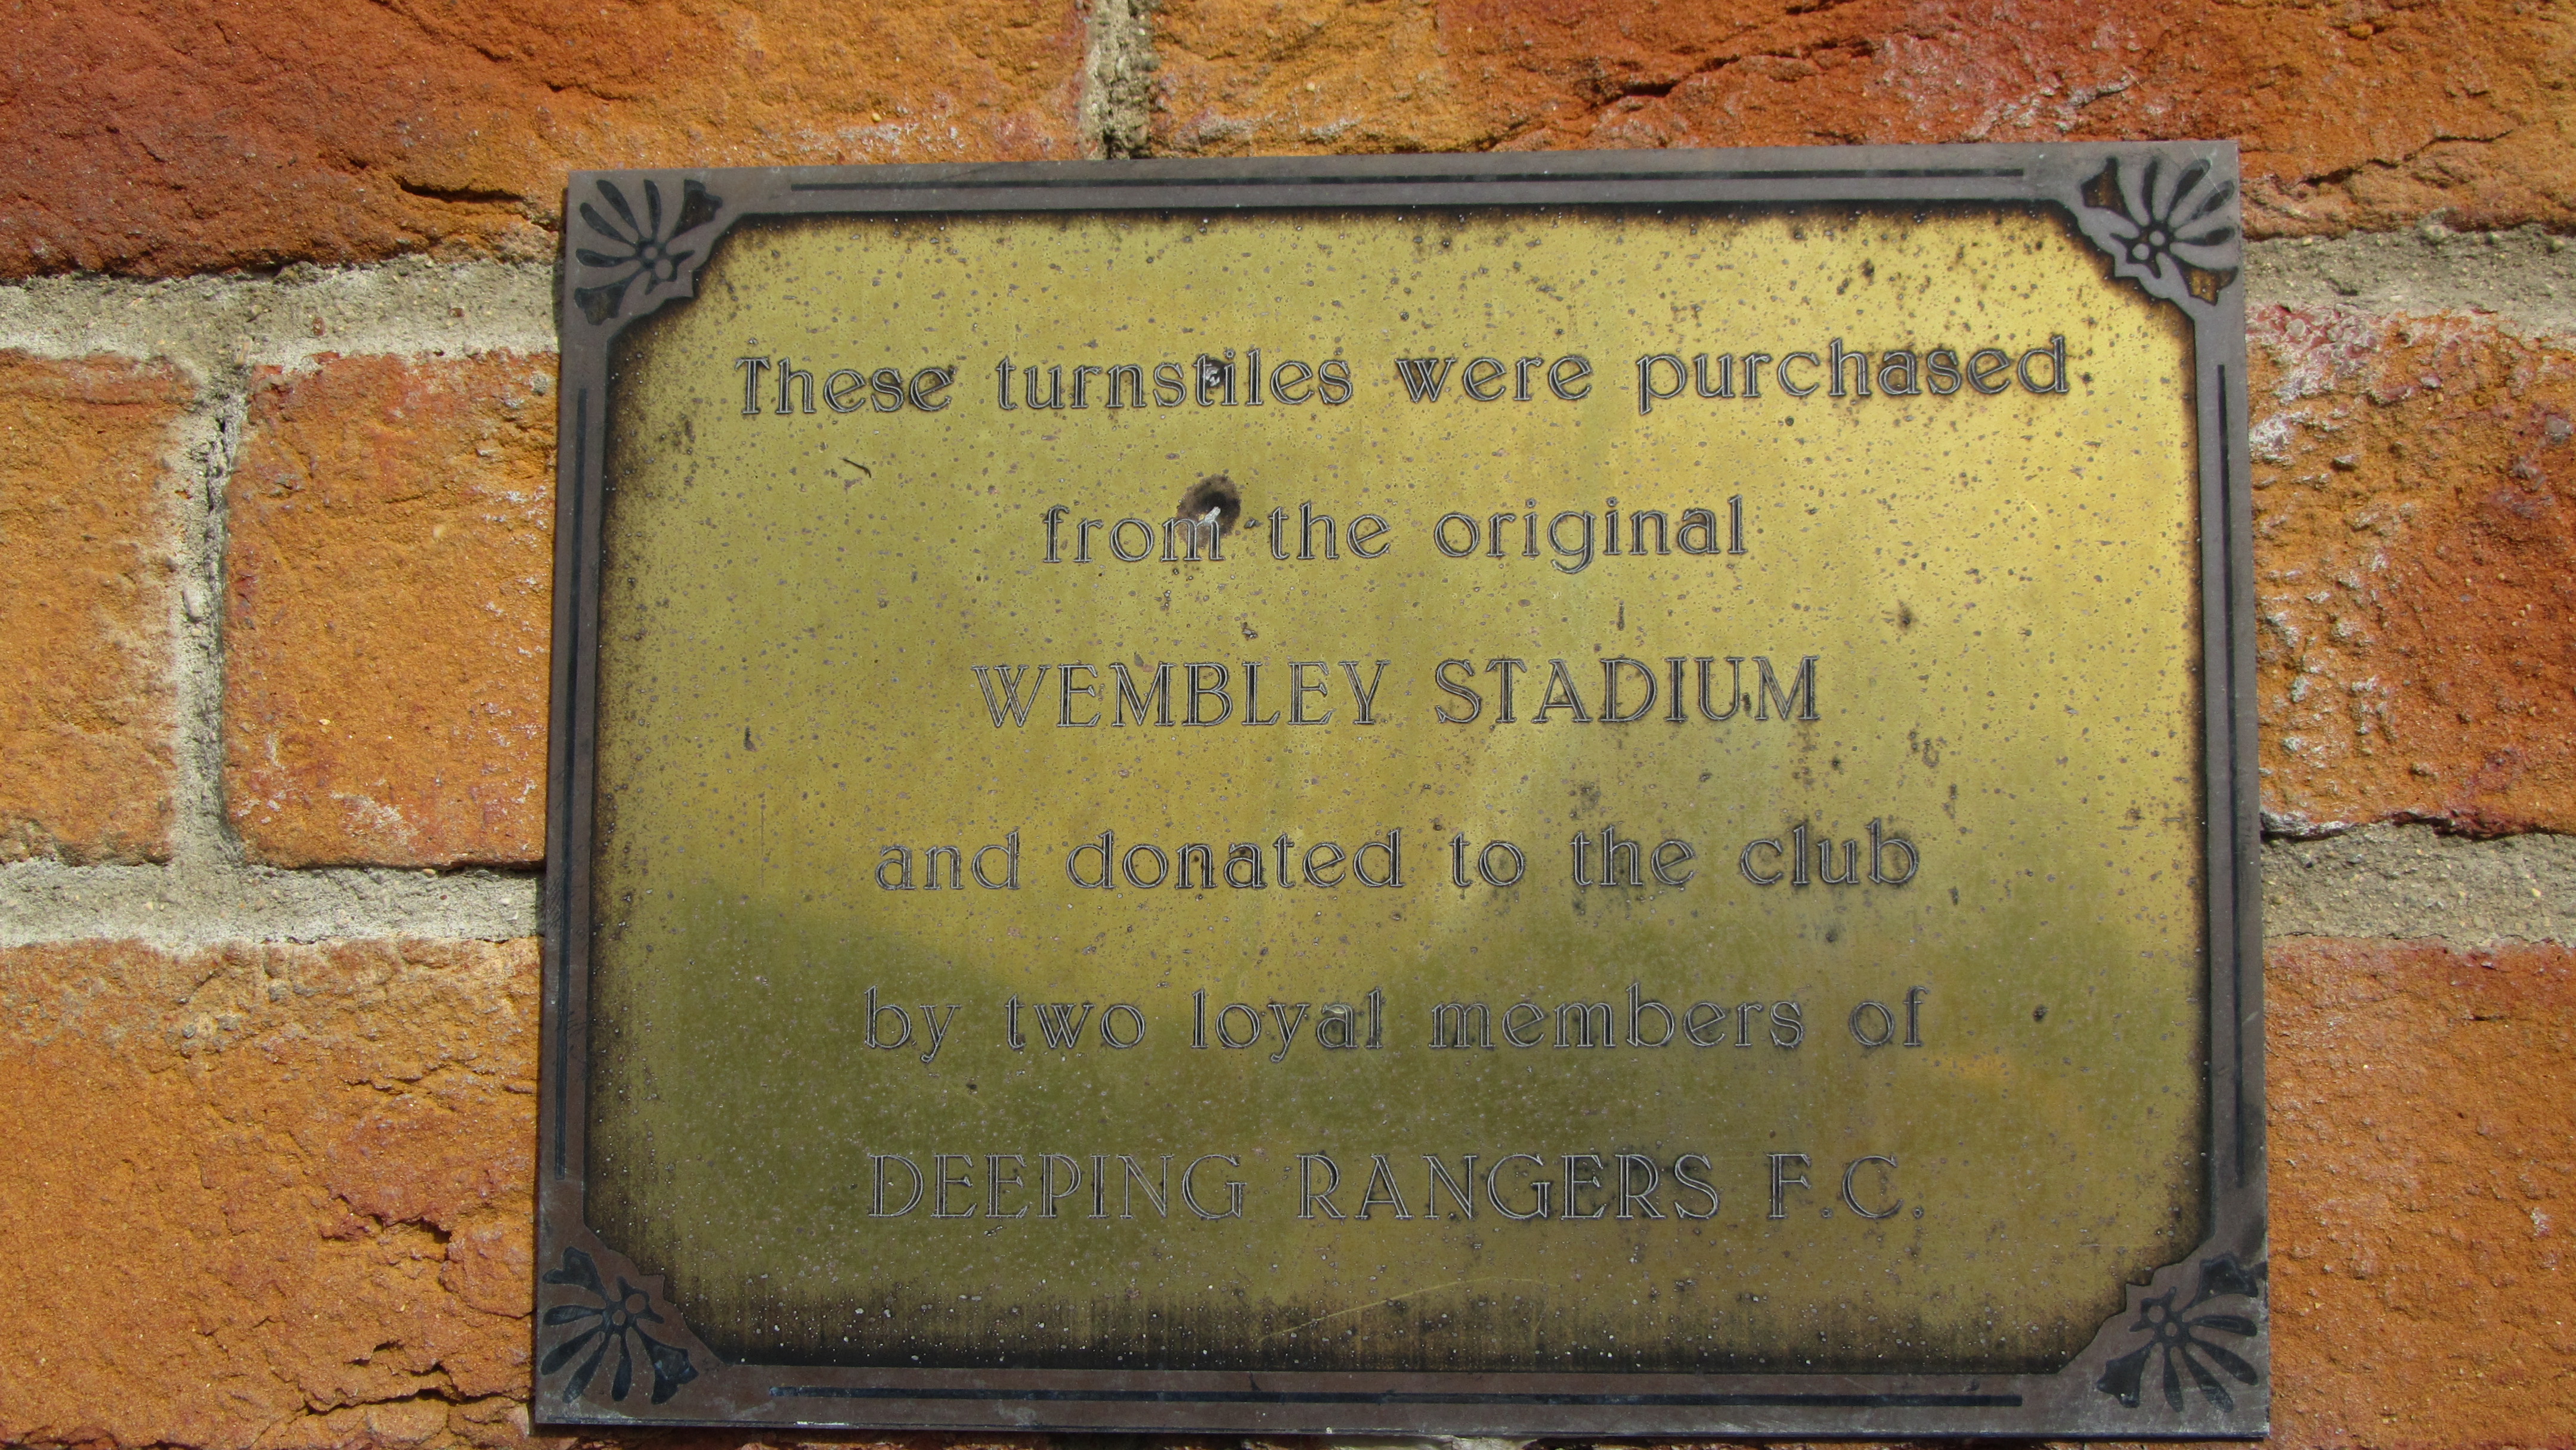 These turnstiles were purchased
from the original
WEMBLEY STADIUM
and donated to the club
by two loyal members of
DEEPING RANGERS F.C.